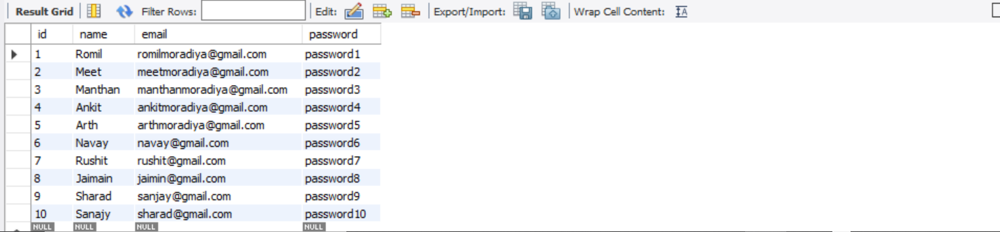 Result Grid Filter Rows: Edit: Export/Import: Wrap Cell Content: IA
id name email password
1 Romil romilmoradiya@gmail.com password1
2 Meet meetmoradiya@gmail.com password2
3 Manthan manthanmoradiya@gmail.com password3
4 Ankit ankitmoradiya@gmail.com password4
5 Arth arthmoradiya@gmail.com password5
6 Navay navay@gmail.com password6
7 Rushit rushit@gmail.com password7
8 Jaimain jaimin@gmail.com password8
9 Sharad sanjay@gmail.com password9
10 Sanajy sharad@gmail.com password10
NULL NULL NULL NULL